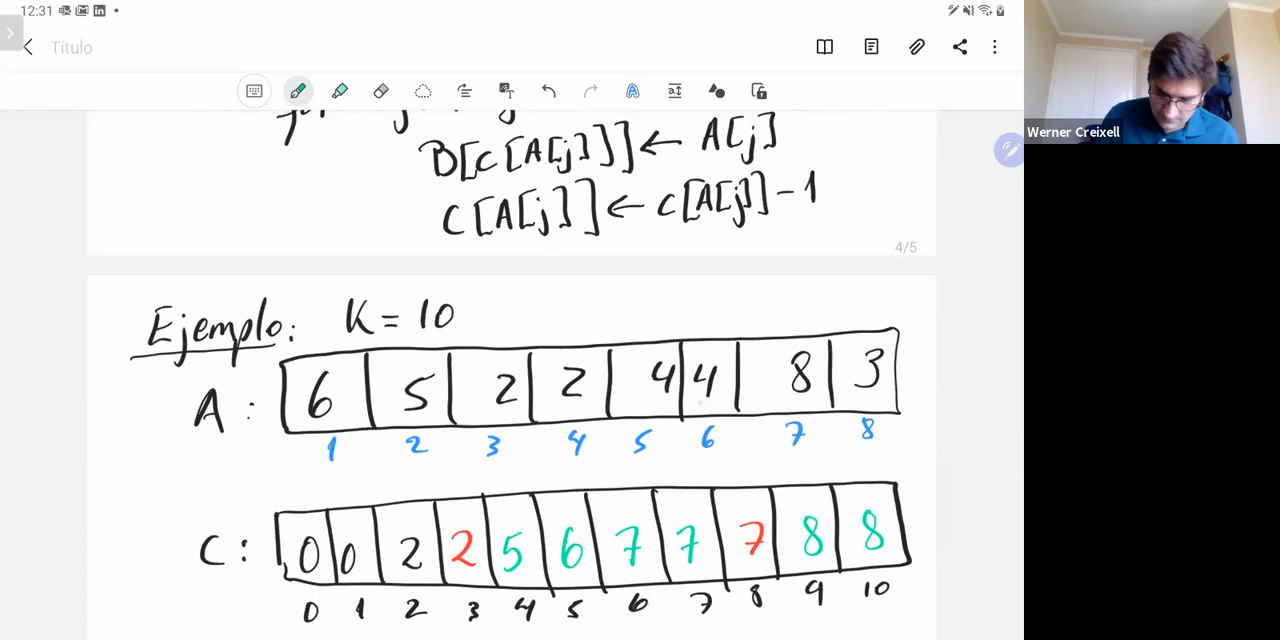 12:31
Título
B[C[A[j]]] ← A[j]
C[A[j]] ← C[A[j]] - 1
4/5
Ejemplo: K = 10
A: 6 5 2 2 4 4 8 3
1 2 3 4 5 6 7 8
C: 0 0 2 2 5 6 7 7 7 8 8
0 1 2 3 4 5 6 7 8 9 10
Werner Creixell